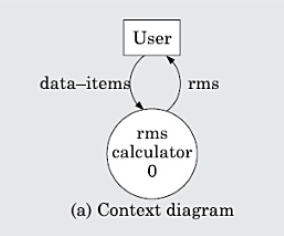 User
data–items
rms
rms
calculator
0
(a) Context diagram